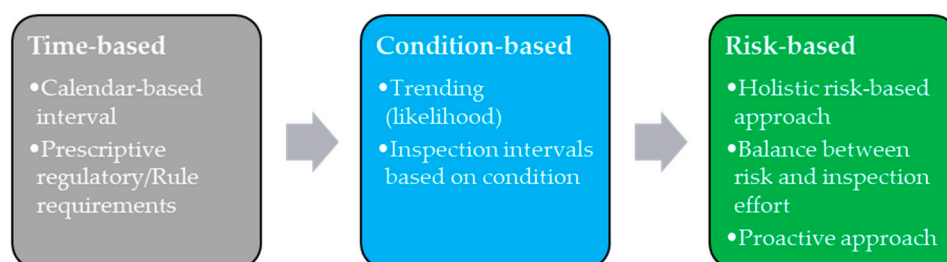 Time-based
•Calendar-based
interval
•Prescriptive
regulatory/Rule
requirements
Condition-based
•Trending
(likelihood)
•Inspection intervals
based on condition
Risk-based
•Holistic risk-based
approach
•Balance between
risk and inspection
effort
•Proactive approach